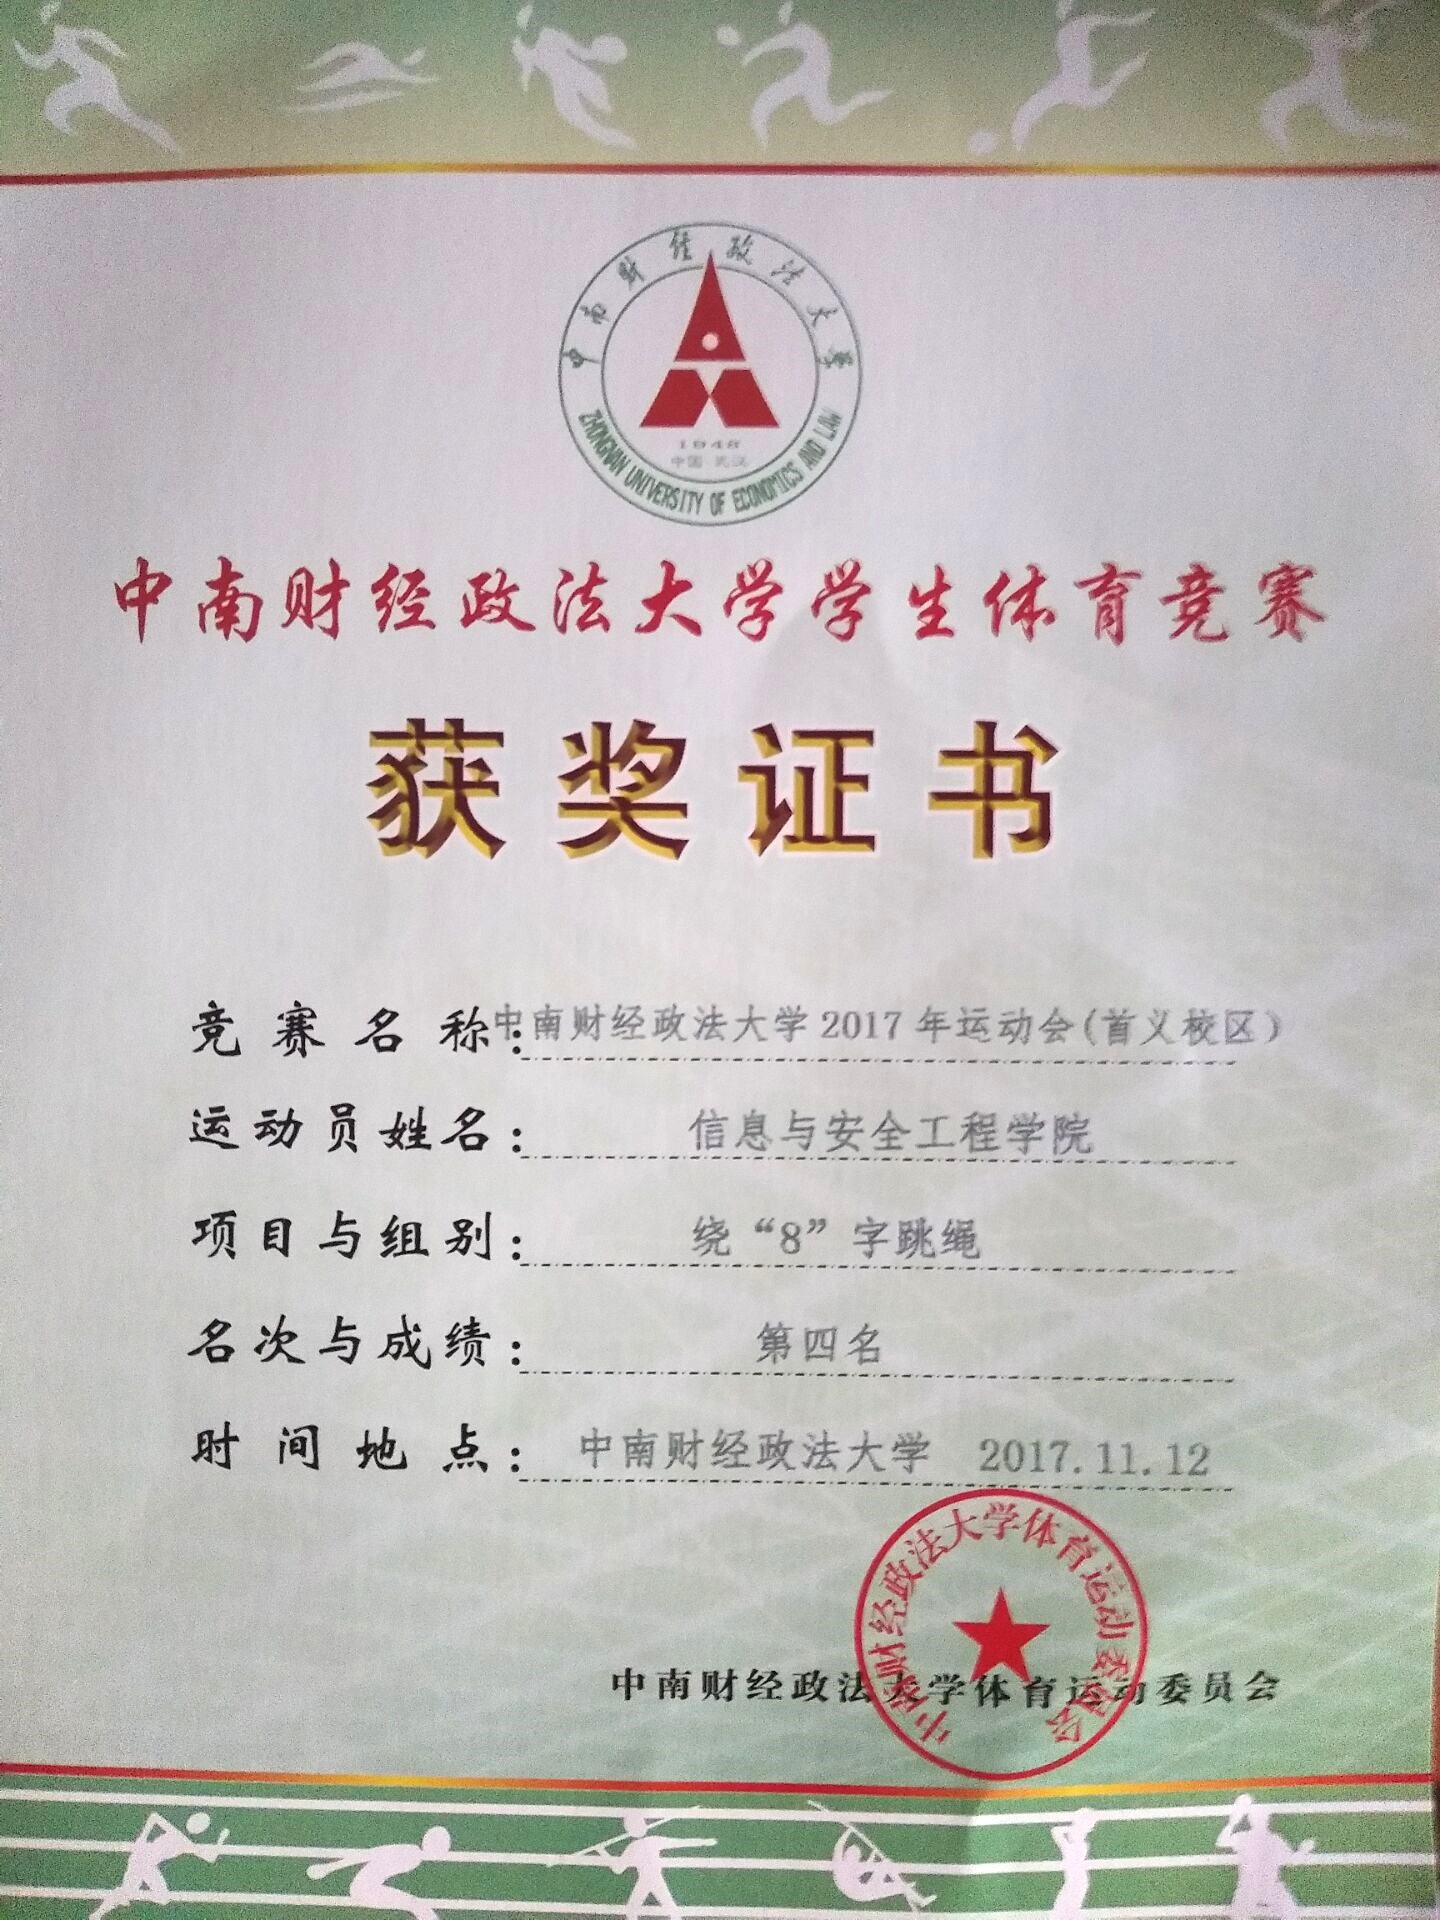 中南财经政法大学
1948
中国 武汉
ZHONGNAN UNIVERSITY OF ECONOMICS AND LAW
中南财经政法大学学生体育竞赛
获奖证书
竞赛名称：中南财经政法大学2017年运动会(首义校区)
运动员姓名：信息与安全工程学院
项目与组别：绕“8”字跳绳
名次与成绩：第四名
时间地点：中南财经政法大学 2017.11.12
中南财经政法大学体育运动委员会
中南财经政法大学体育运动委员会